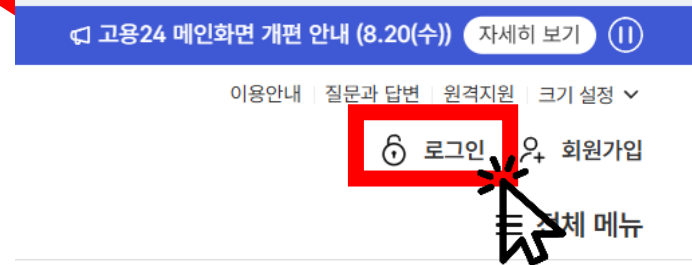 고용24 메인화면 개편 안내 (8.20(수)) 자세히 보기
이용안내 질문과 답변 원격지원 크기 설정
로그인 회원가입
전체 메뉴